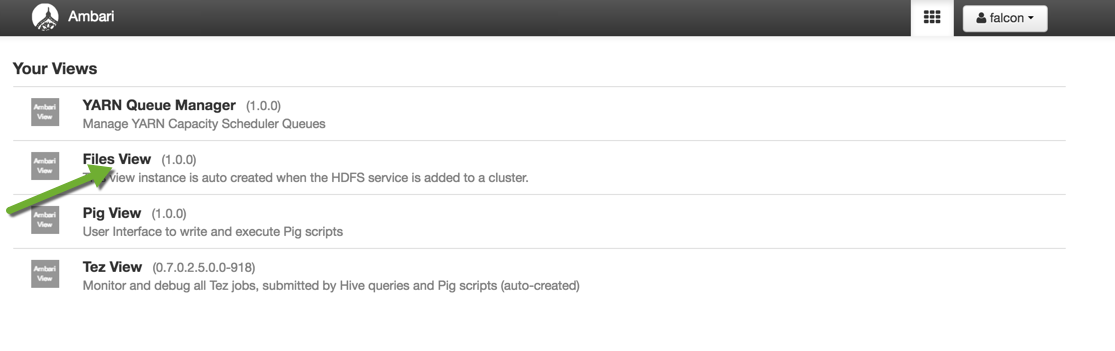 Ambari
falcon
Your Views
Ambari
View
YARN Queue Manager (1.0.0)
Manage YARN Capacity Scheduler Queues
Ambari
View
Files View (1.0.0)
view instance is auto created when the HDFS service is added to a cluster.
Ambari
View
Pig View (1.0.0)
User Interface to write and execute Pig scripts
Ambari
View
Tez View (0.7.0.2.5.0.0-918)
Monitor and debug all Tez jobs, submitted by Hive queries and Pig scripts (auto-created)